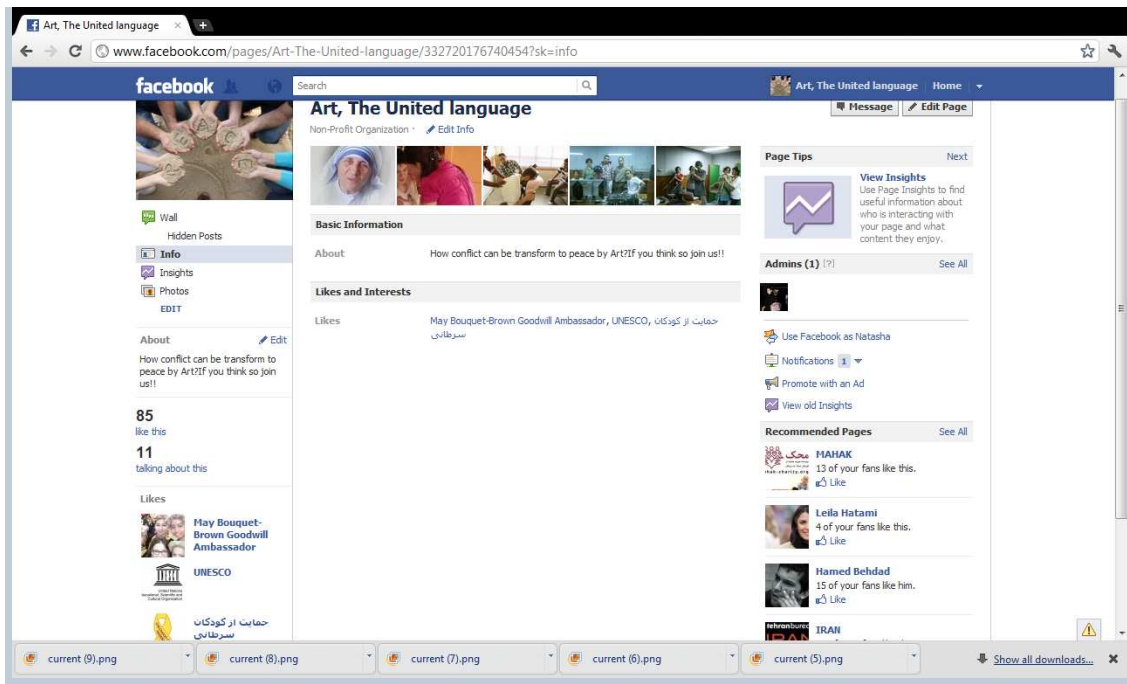 Art, The United language
www.facebook.com/pages/Art-The-United-language/332720176740454?sk=info
facebook
Search
Art, The United language
Home
Art, The United language
Message
Edit Page
Non-Profit Organization ·
Edit Info
Wall
Hidden Posts
Info
Insights
Photos
EDIT
About
Edit
How conflict can be transform to
peace by Art?If you think so join
us!!
85
like this
11
talking about this
Likes
May Bouquet-
Brown Goodwill
Ambassador
UNESCO
حمایت از کودکان
سرطانی
Basic Information
About
How conflict can be transform to peace by Art?If you think so join us!!
Likes and Interests
Likes
May Bouquet-Brown Goodwill Ambassador, UNESCO, حمایت از کودکان
سرطانی
Page Tips
Next
View Insights
Use Page Insights to find
useful information about
who is interacting with
your page and what
content they enjoy.
Admins (1) [?]
See All
Use Facebook as Natasha
Notifications 1
Promote with an Ad
View old Insights
Recommended Pages
See All
محک
MAHAK
13 of your fans like this.
Like
Leila Hatami
4 of your fans like this.
Like
Hamed Behdad
15 of your fans like him.
Like
IRAN
current (9).png
current (8).png
current (7).png
current (6).png
current (5).png
Show all downloads...